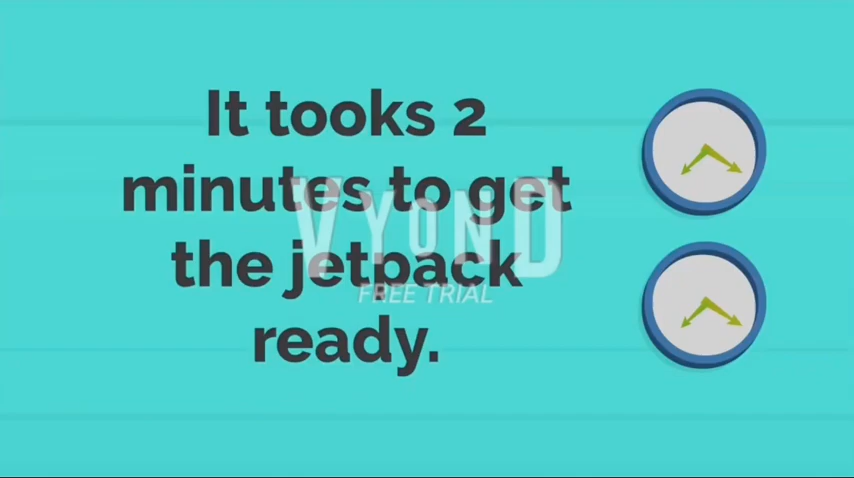 It tooks 2
minutes to get
the jetpack
ready.
VYOND
FREE TRIAL